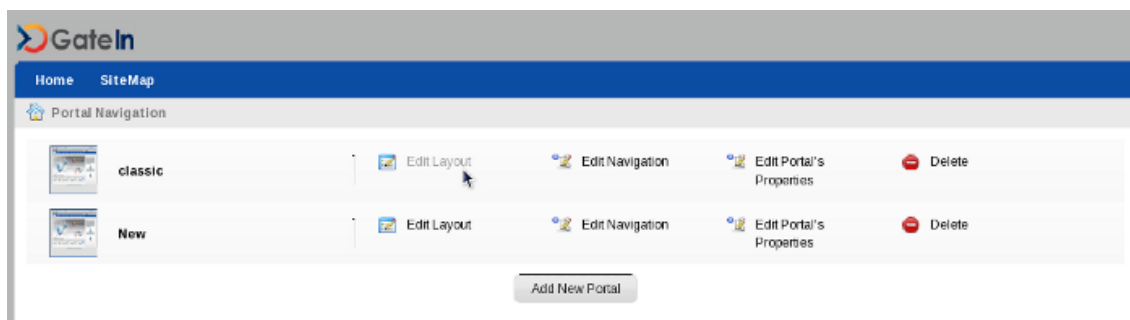 GateIn
Home SiteMap
Portal Navigation
classic Edit Layout Edit Navigation Edit Portal's Properties Delete
New Edit Layout Edit Navigation Edit Portal's Properties Delete
Add New Portal